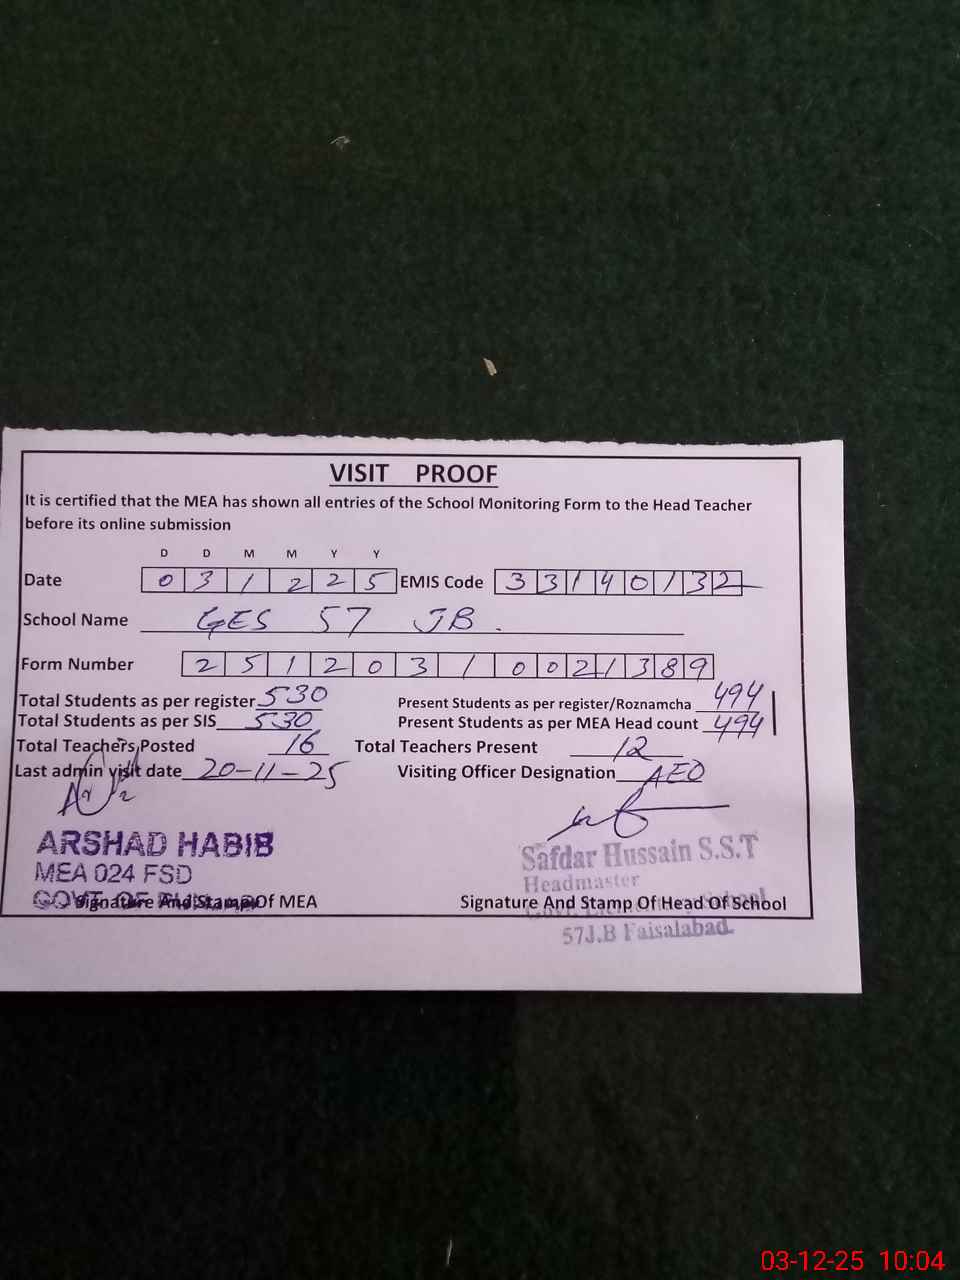 VISIT PROOF
It is certified that the MEA has shown all entries of the School Monitoring Form to the Head Teacher
before its online submission
D D M M Y Y
Date 0 3 1 2 2 5 EMIS Code 3 3 1 4 0 1 3 2
School Name GES 57 JB.
Form Number 2 5 1 2 0 3 1 0 0 2 1 3 8 9
Total Students as per register 530 Present Students as per register/Roznamcha 494
Total Students as per SIS 530 Present Students as per MEA Head count 494
Total Teachers Posted 16 Total Teachers Present 12
Last admin visit date 20-11-25 Visiting Officer Designation AEO
ARSHAD HABIB
MEA 024 FSD
GOVT OF
Signature And Stamp Of MEA
Safdar Hussain S.S.T
Headmaster
Govt. Elementary School
Signature And Stamp Of Head Of School
57J.B Faisalabad
03-12-25 10:04